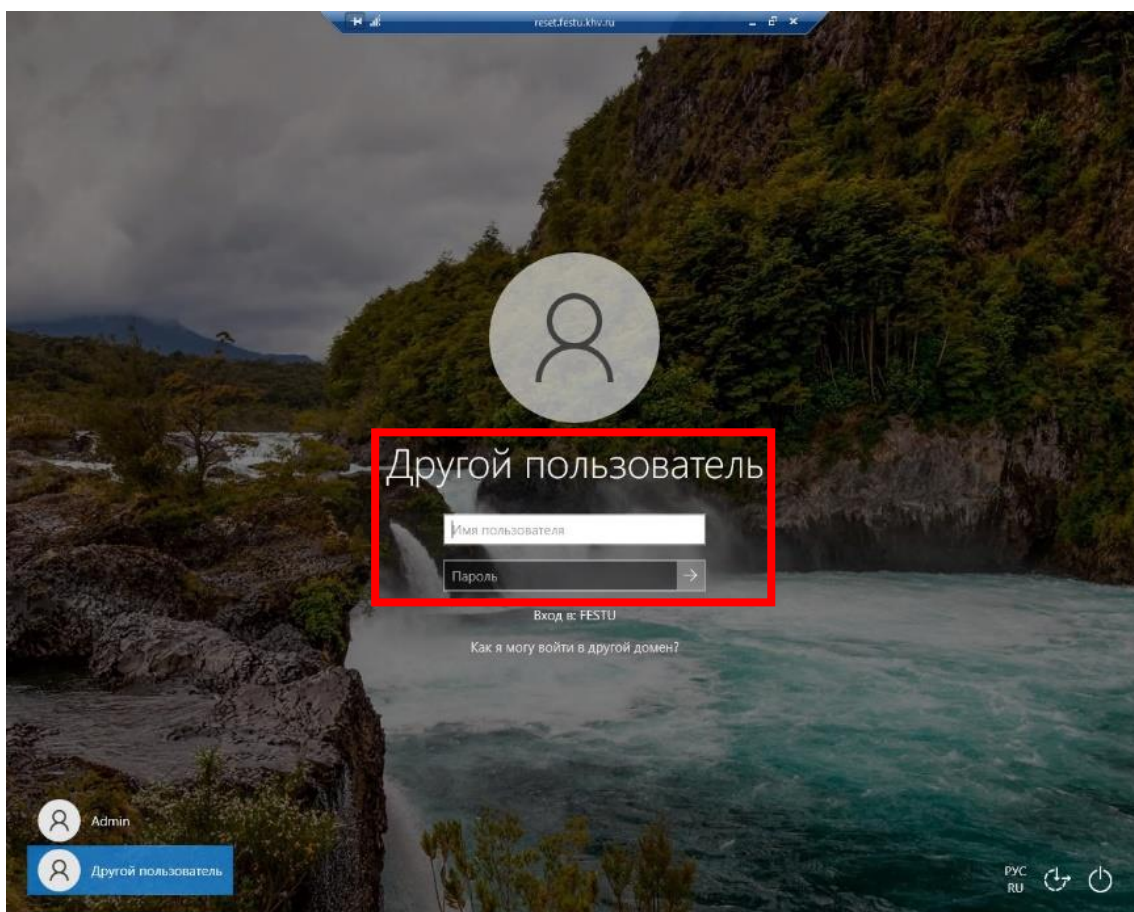 reset.festu.khv.ru
Другой пользователь
Имя пользователя
Пароль
Вход в: FESTU
Как я могу войти в другой домен?
Admin
Другой пользователь
РУС
RU